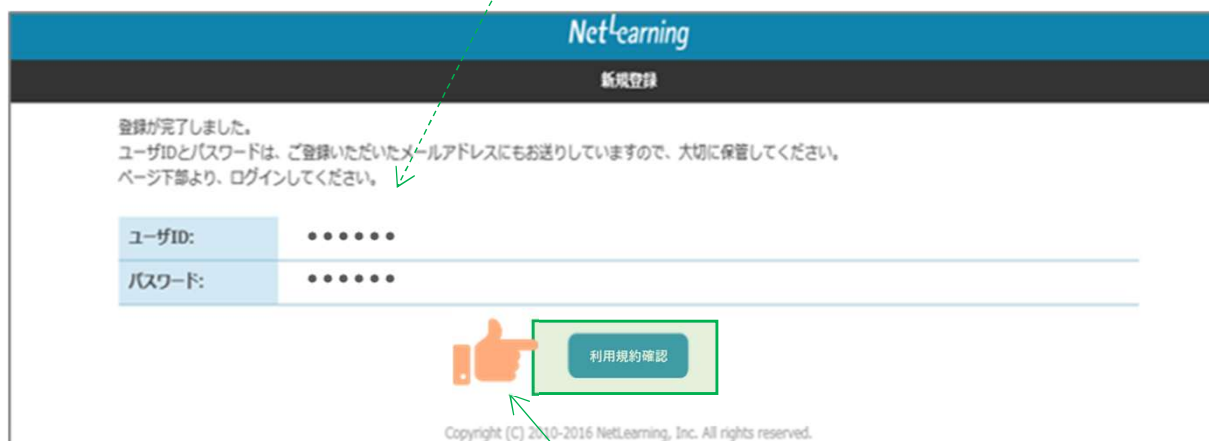 NetLearning
新規登録
登録が完了しました。
ユーザIDとパスワードは、ご登録いただいたメールアドレスにもお送りしていますので、大切に保管してください。
ページ下部より、ログインしてください。
ユーザID: ●●●●●●
パスワード: ●●●●●●
利用規約確認
Copyright (C) 2010-2016 NetLearning, Inc. All rights reserved.